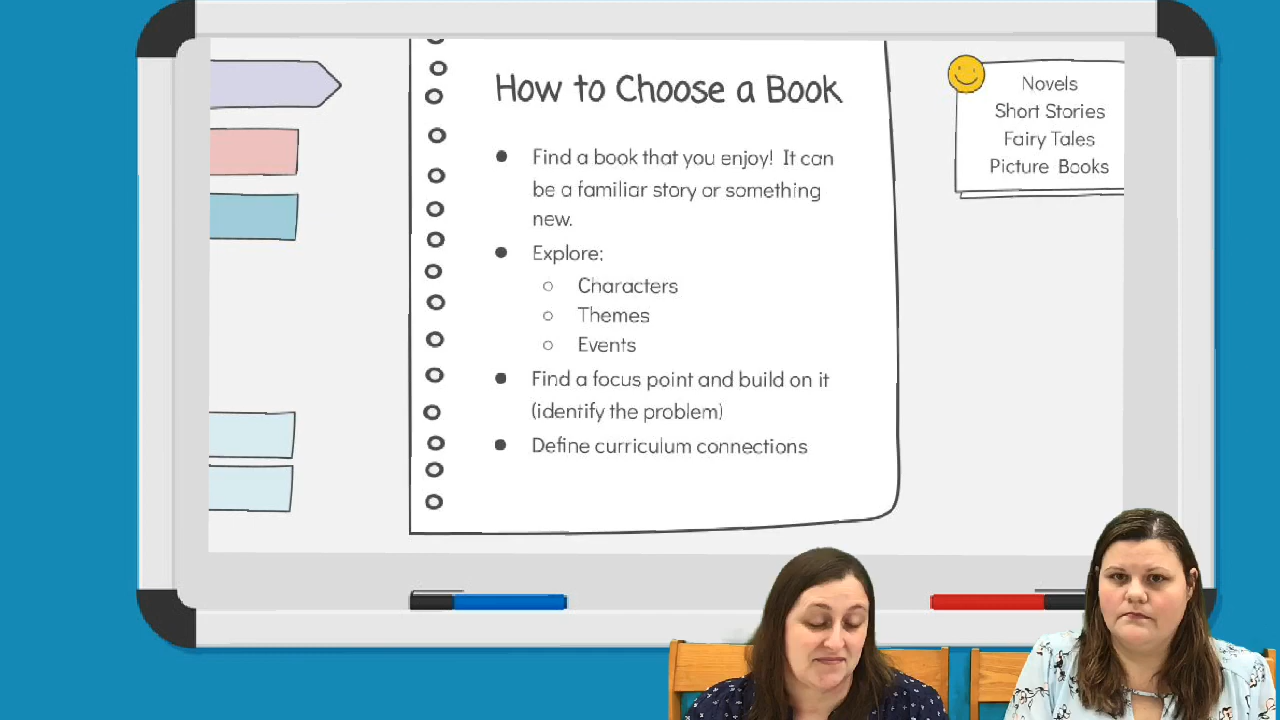 How to Choose a Book
● Find a book that you enjoy! It can
be a familiar story or something
new.
● Explore:
○ Characters
○ Themes
○ Events
● Find a focus point and build on it
(identify the problem)
● Define curriculum connections
Novels
Short Stories
Fairy Tales
Picture Books